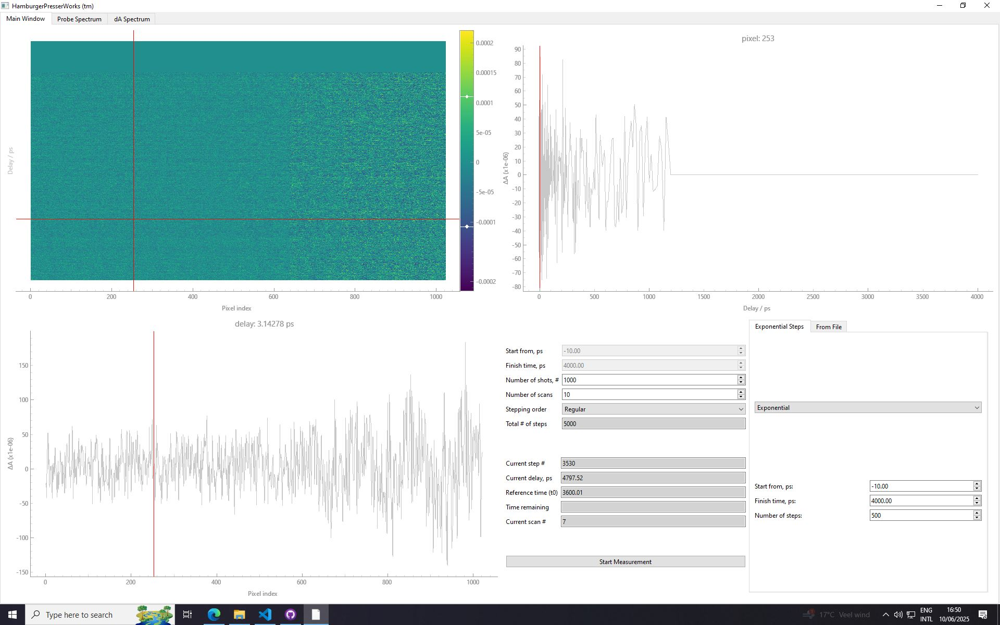 HamburgerPresserWorks (tm)
Main Window
Probe Spectrum
dA Spectrum
Delay / ps
0
200
400
600
800
1000
Pixel index
0.0002
0.00015
0.0001
5e-05
0
-5e-05
-0.0001
-0.0002
pixel: 253
ΔA (x1e-06)
90
80
70
60
50
40
30
20
10
0
-10
-20
-30
-40
-50
-60
-70
-80
0
500
1000
1500
2000
2500
3000
3500
4000
Delay / ps
delay: 3.14278 ps
ΔA (x1e-06)
150
100
50
0
-50
-100
-150
0
200
400
600
800
1000
Pixel index
Start from, ps -10.00
Finish time, ps 4000.00
Number of shots, # 1000
Number of scans 10
Stepping order Regular
Total # of steps 5000
Current step # 3530
Current delay, ps 4797.52
Reference time (t0) 3600.01
Time remaining
Current scan # 7
Start Measurement
Exponential Steps
From File
Exponential
Start from, ps: -10.00
Finish time, ps: 4000.00
Number of steps: 500
Type here to search
17°C Veel wind
ENG
INTL
16:50
10/06/2025